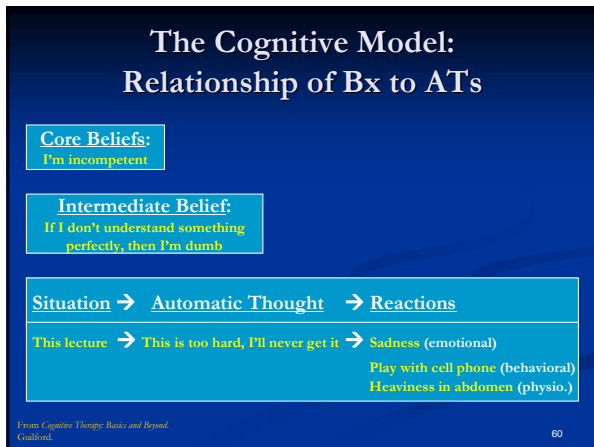 The Cognitive Model:
Relationship of Bx to ATs
Core Beliefs:
I'm incompetent
Intermediate Belief:
If I don't understand something
perfectly, then I'm dumb
Situation → Automatic Thought → Reactions
This lecture → This is too hard, I'll never get it → Sadness (emotional)
Play with cell phone (behavioral)
Heaviness in abdomen (physio.)
From Cognitive Therapy: Basics and Beyond.
Guilford.
60